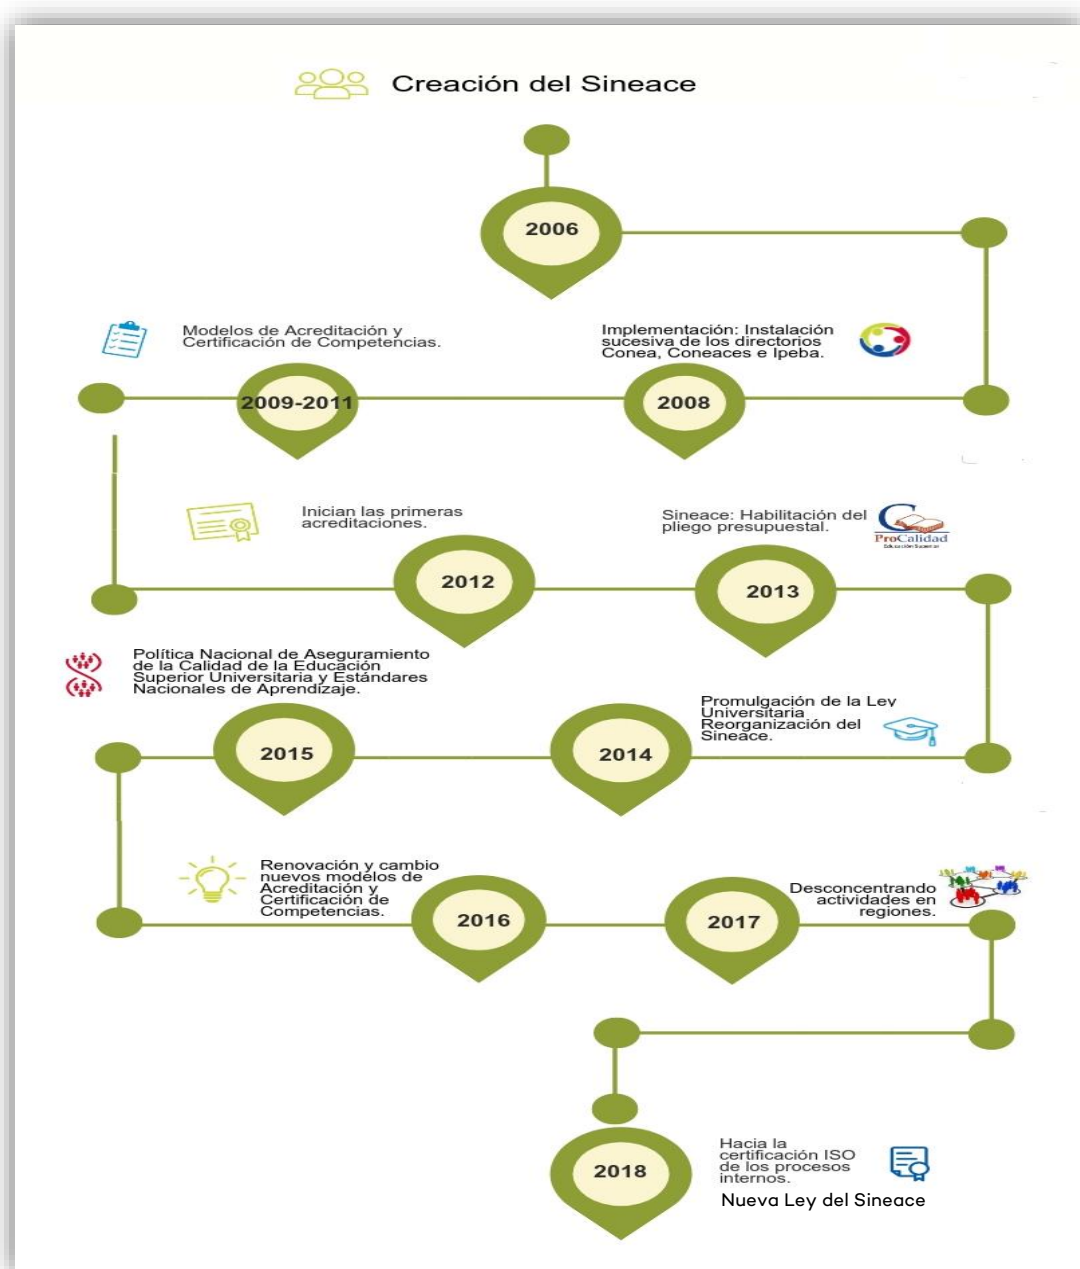 Creación del Sineace
2006
Modelos de Acreditación y
Certificación de Competencias.
2009-2011
Implementación: Instalación
sucesiva de los directorios
Conea, Coneaces e Ipeba.
2008
Inician las primeras
acreditaciones.
2012
Sineace: Habilitación del
pliego presupuestal.
ProCalidad
Educación Superior
2013
Política Nacional de Aseguramiento
de la Calidad de la Educación
Superior Universitaria y Estándares
Nacionales de Aprendizaje.
2015
Promulgación de la Ley
Universitaria
Reorganización del
Sineace.
2014
Renovación y cambio
nuevos modelos de
Acreditación y
Certificación de
Competencias.
2016
2017
Desconcentrando
actividades en
regiones.
2018
Hacia la
certificación ISO
de los procesos
internos.
Nueva Ley del Sineace